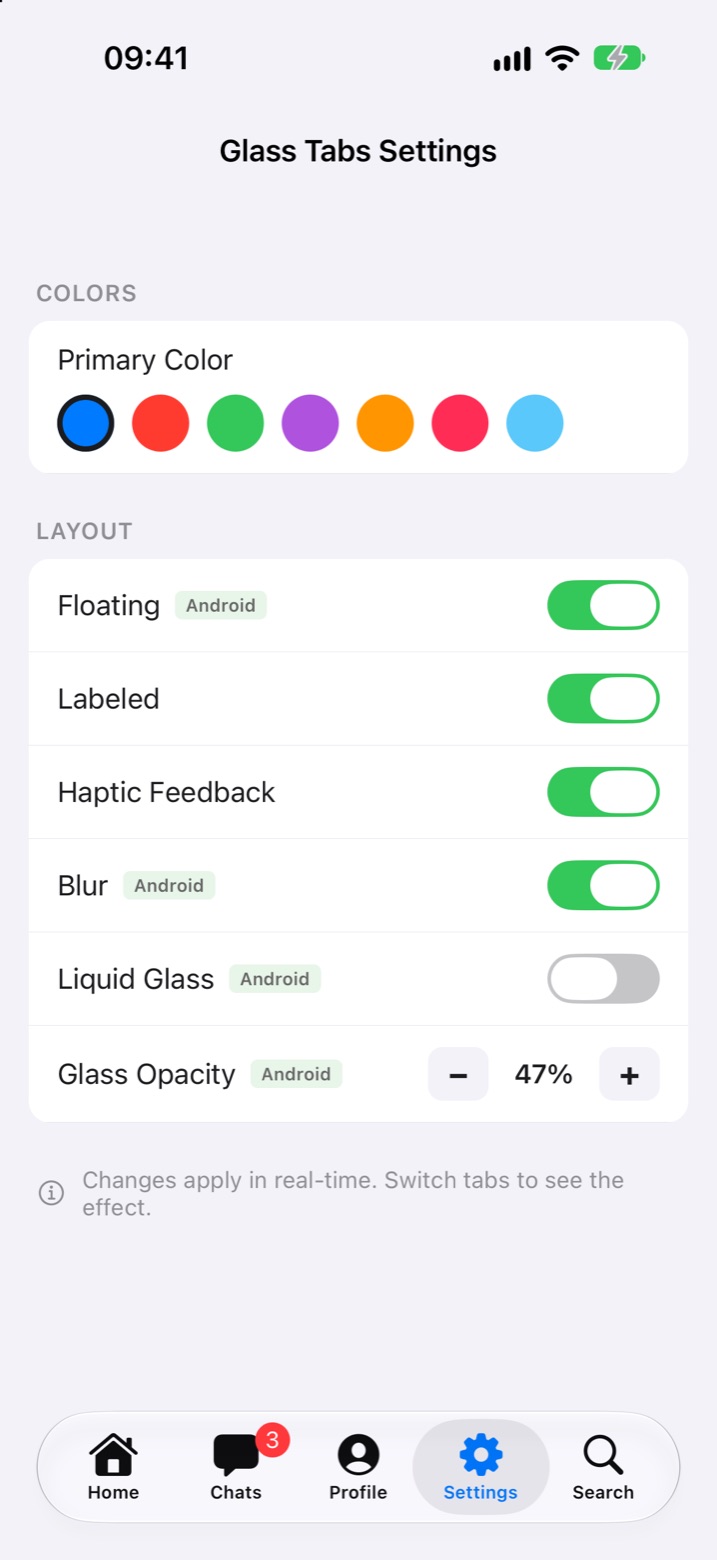 09:41
Glass Tabs Settings
COLORS
Primary Color
LAYOUT
Floating Android
Labeled
Haptic Feedback
Blur Android
Liquid Glass Android
Glass Opacity Android − 47% +
Changes apply in real-time. Switch tabs to see the
effect.
3
Home Chats Profile Settings Search